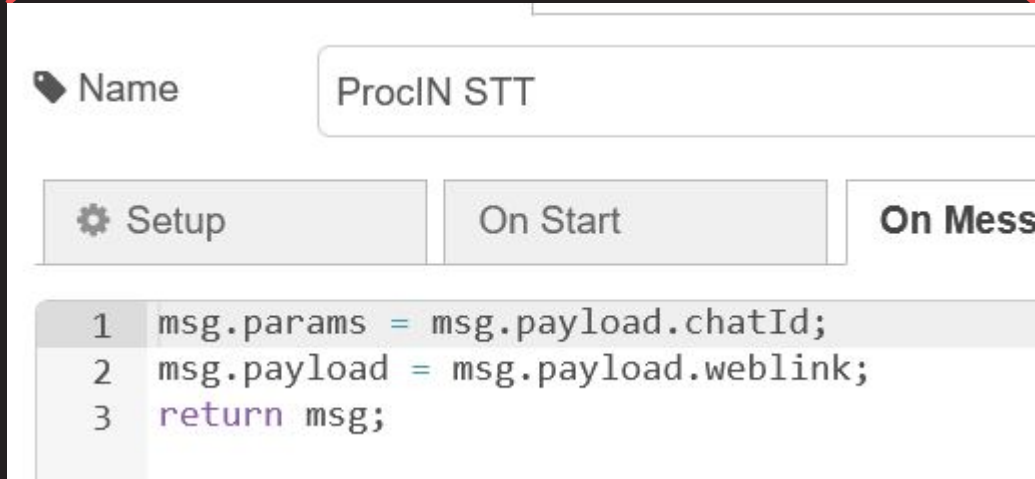 Name
ProcIN STT
Setup
On Start
On Mess
1 msg.params = msg.payload.chatId;
2 msg.payload = msg.payload.weblink;
3 return msg;